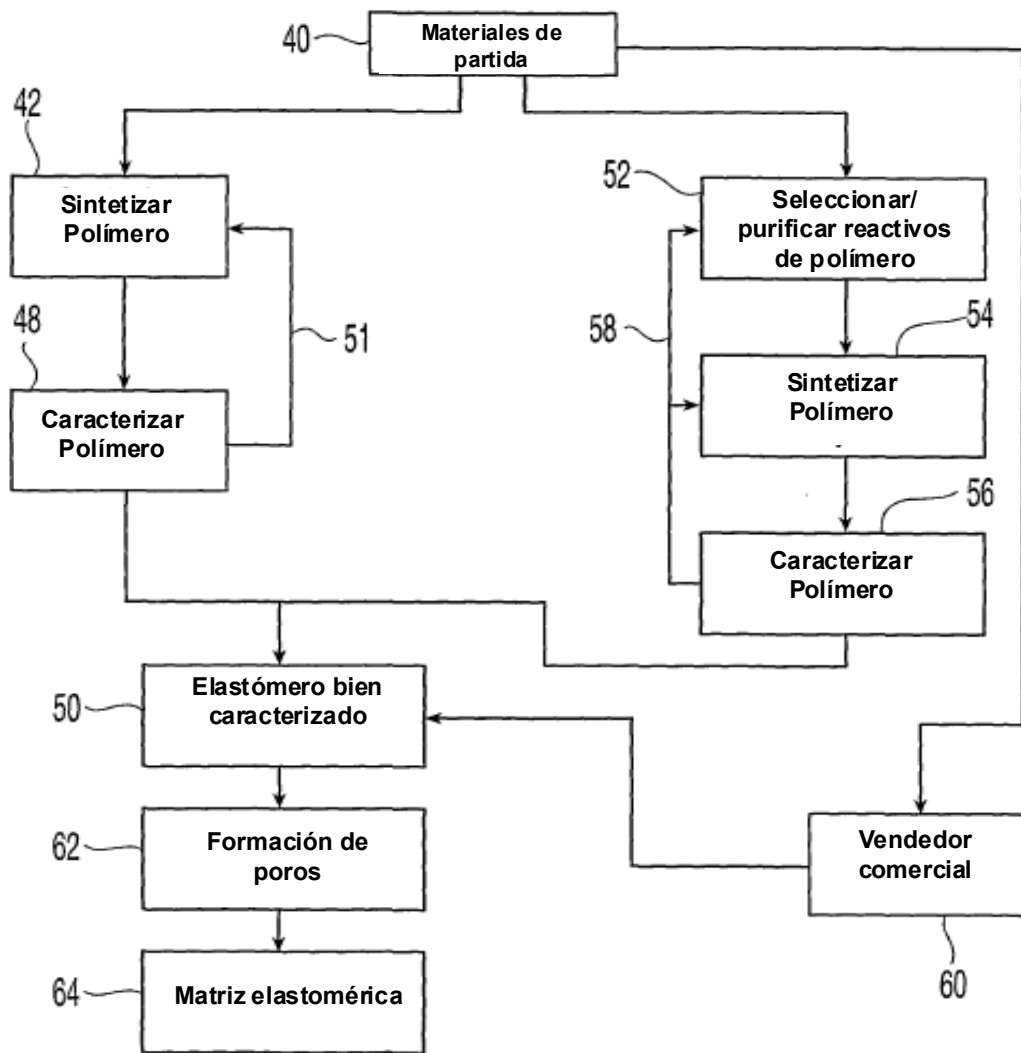 40
Materiales de
partida
42
Sintetizar
Polímero
52
Seleccionar/
purificar reactivos
de polímero
48
Caracterizar
Polímero
51
58
54
Sintetizar
Polímero
56
Caracterizar
Polímero
50
Elastómero bien
caracterizado
62
Formación de
poros
Vendedor
comercial
60
64
Matriz elastomérica